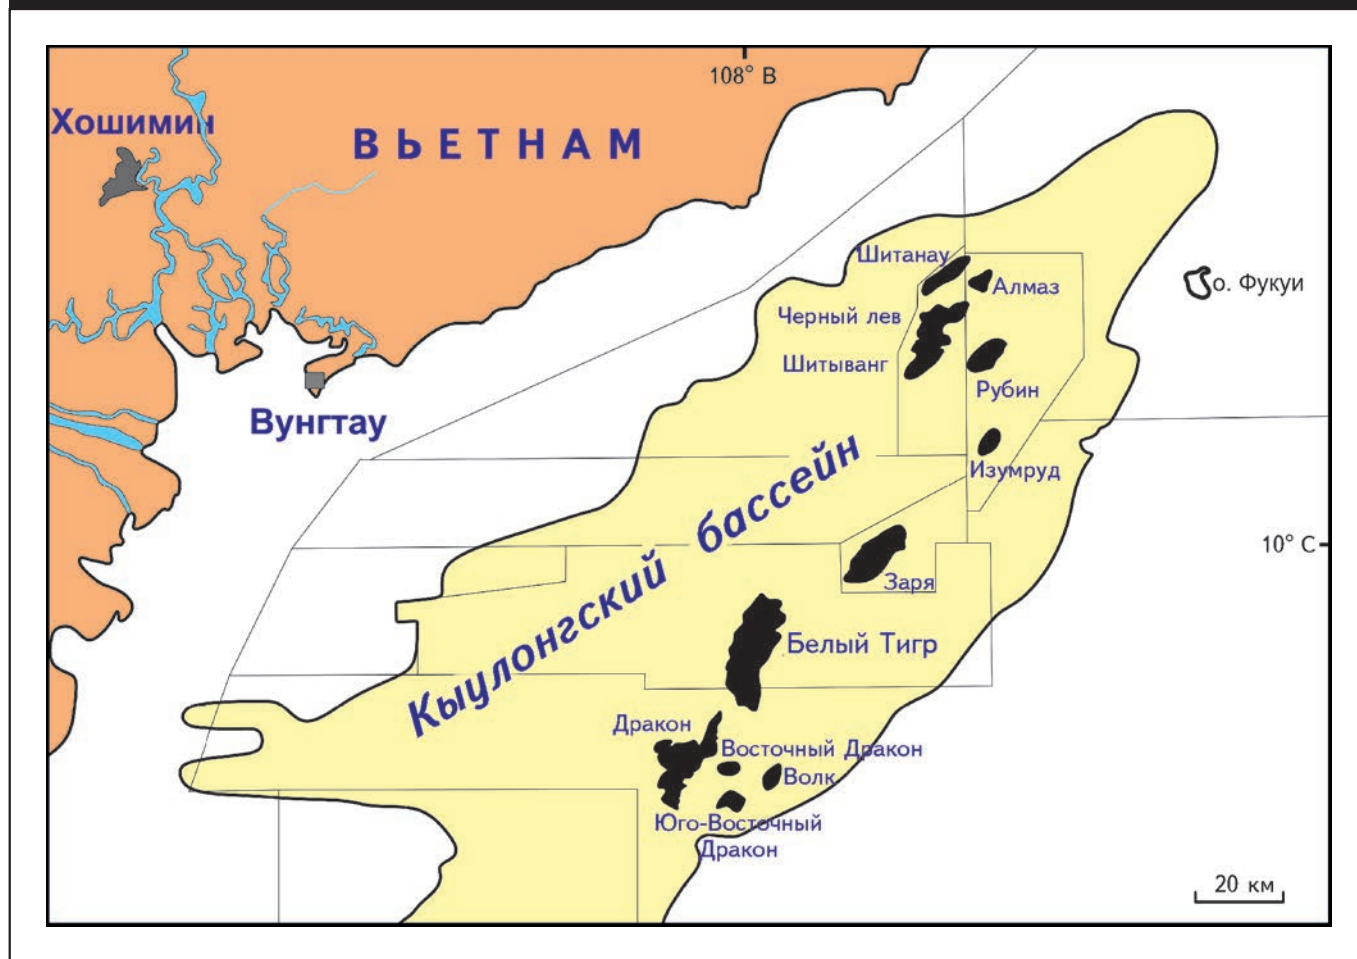 108° В
Хошимин
ВЬЕТНАМ
Шитанау
Алмаз
о. Фукуи
Черный лев
Шитыванг
Рубин
Вунгтау
Изумруд
Кыулонгский бассейн
10° С
Заря
Белый Тигр
Дракон
Восточный Дракон
Волк
Юго-Восточный
Дракон
20 км